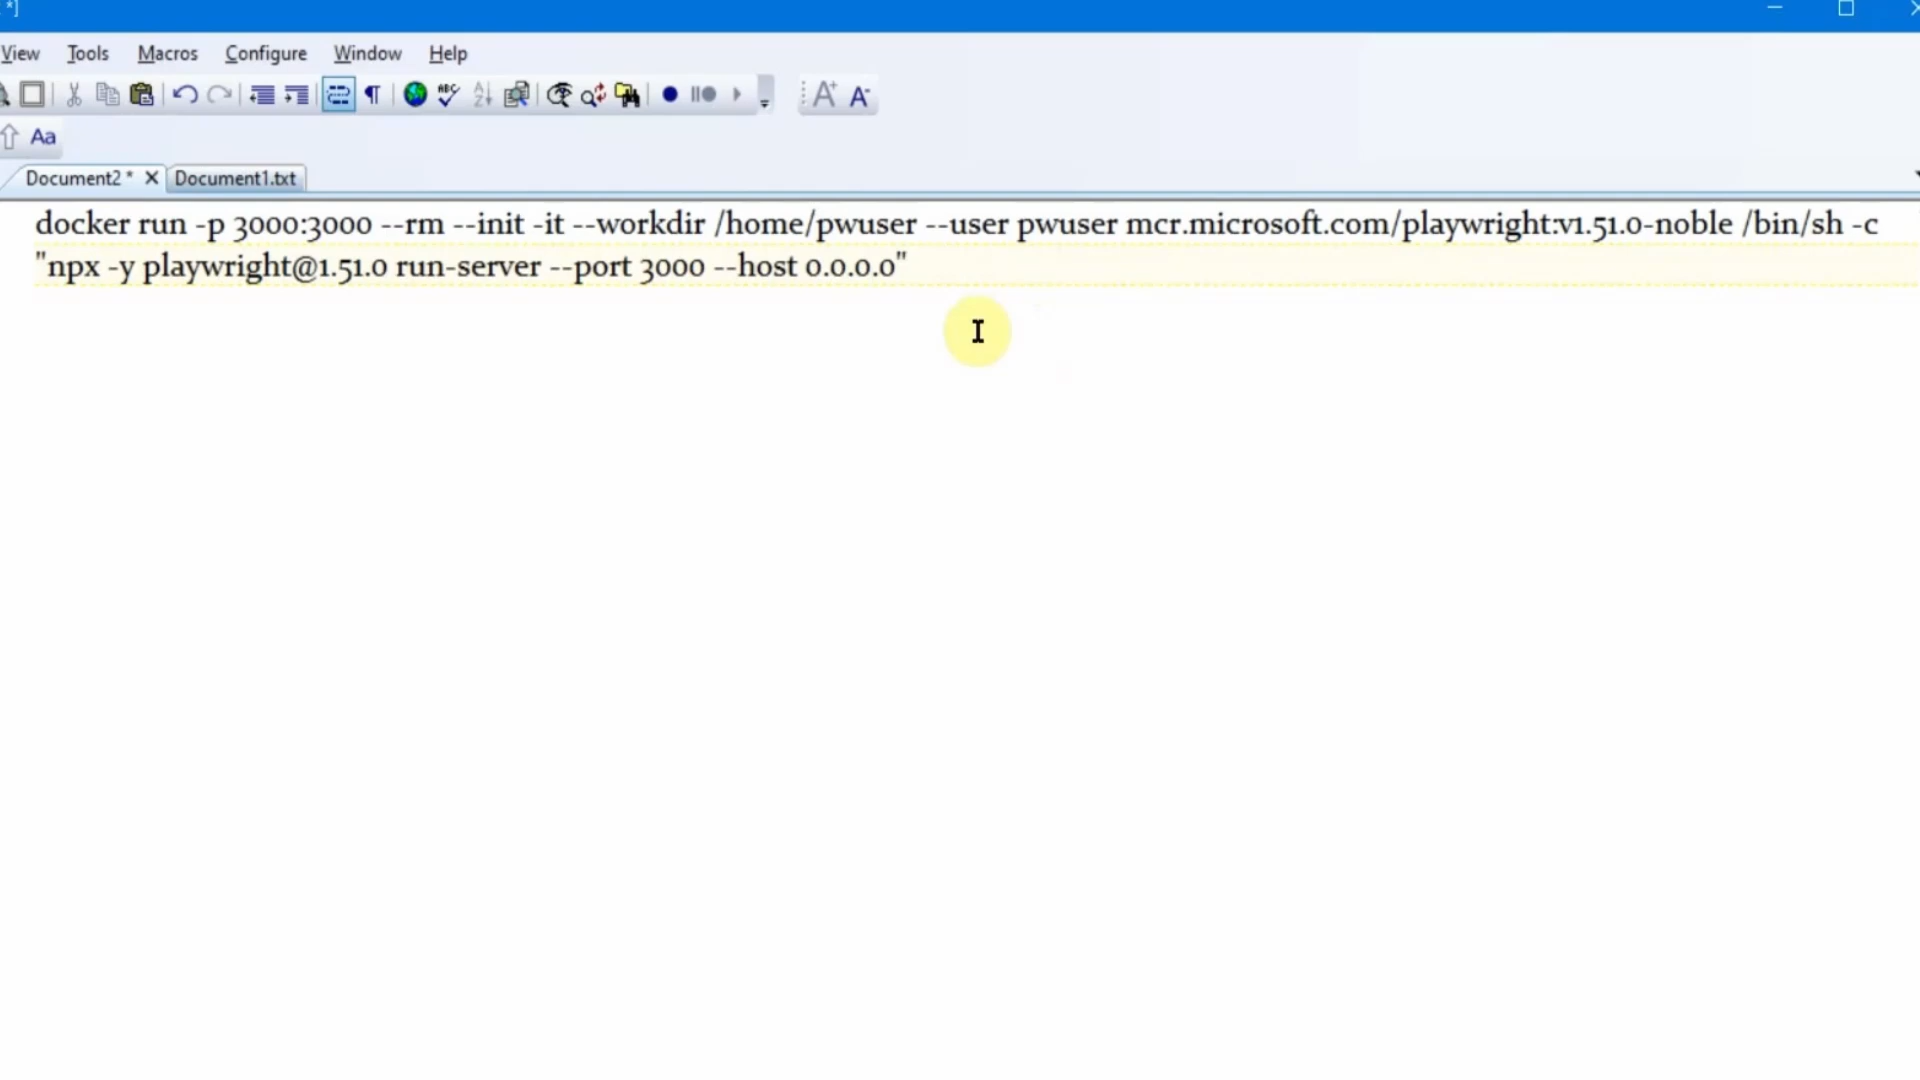 *]
View Tools Macros Configure Window Help
ABC
A
Z
A+ A-
Aa
Document2 * X Document1.txt
docker run -p 3000:3000 --rm --init -it --workdir /home/pwuser --user pwuser mcr.microsoft.com/playwright:v1.51.0-noble /bin/sh -c
"npx -y playwright@1.51.0 run-server --port 3000 --host 0.0.0.0"